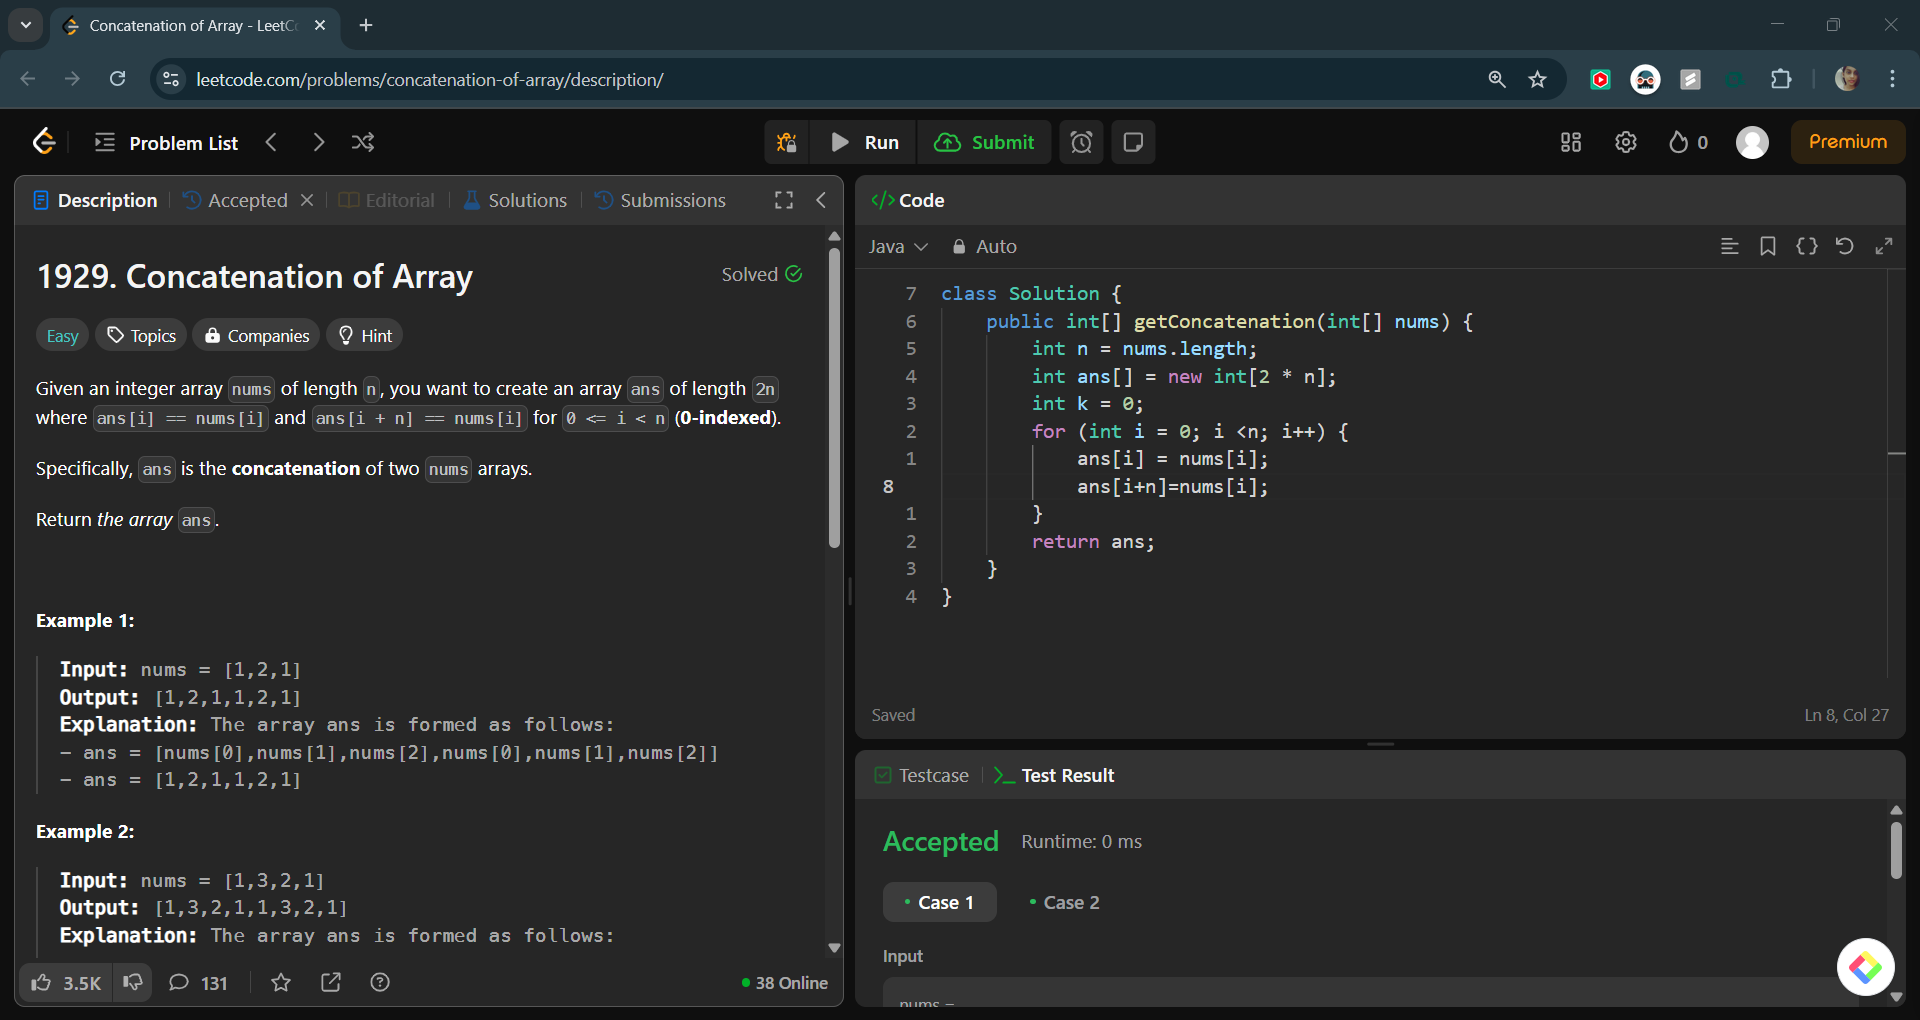 Concatenation of Array - LeetC
leetcode.com/problems/concatenation-of-array/description/
Problem List
Run
Submit
0
Premium
Description
Accepted
Editorial
Solutions
Submissions
1929. Concatenation of Array
Solved
Easy
Topics
Companies
Hint
Given an integer array nums of length n, you want to create an array ans of length 2n
where ans[i] == nums[i] and ans[i + n] == nums[i] for 0 <= i < n (0-indexed).
Specifically, ans is the concatenation of two nums arrays.
Return the array ans.
Example 1:
Input: nums = [1,2,1]
Output: [1,2,1,1,2,1]
Explanation: The array ans is formed as follows:
- ans = [nums[0],nums[1],nums[2],nums[0],nums[1],nums[2]]
- ans = [1,2,1,1,2,1]
Example 2:
Input: nums = [1,3,2,1]
Output: [1,3,2,1,1,3,2,1]
Explanation: The array ans is formed as follows:
3.5K
131
38 Online
</> Code
Java
Auto
7 class Solution {
6 public int[] getConcatenation(int[] nums) {
5 int n = nums.length;
4 int ans[] = new int[2 * n];
3 int k = 0;
2 for (int i = 0; i <n; i++) {
1 ans[i] = nums[i];
8 ans[i+n]=nums[i];
1 }
2 return ans;
3 }
4 }
Saved
Ln 8, Col 27
Testcase
Test Result
Accepted
Runtime: 0 ms
Case 1
Case 2
Input
nums =